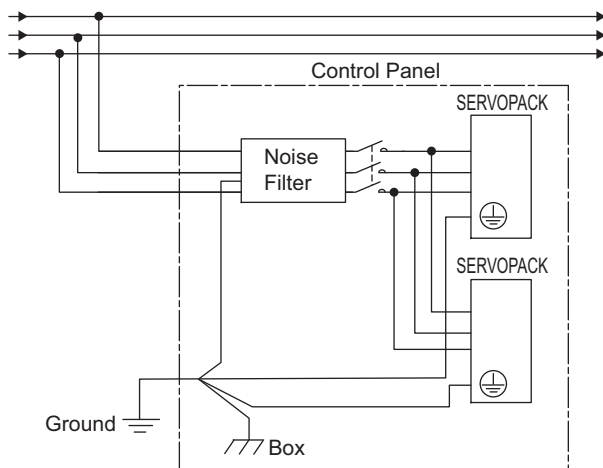 Control Panel
SERVOPACK
Noise
Filter
SERVOPACK
Ground
Box